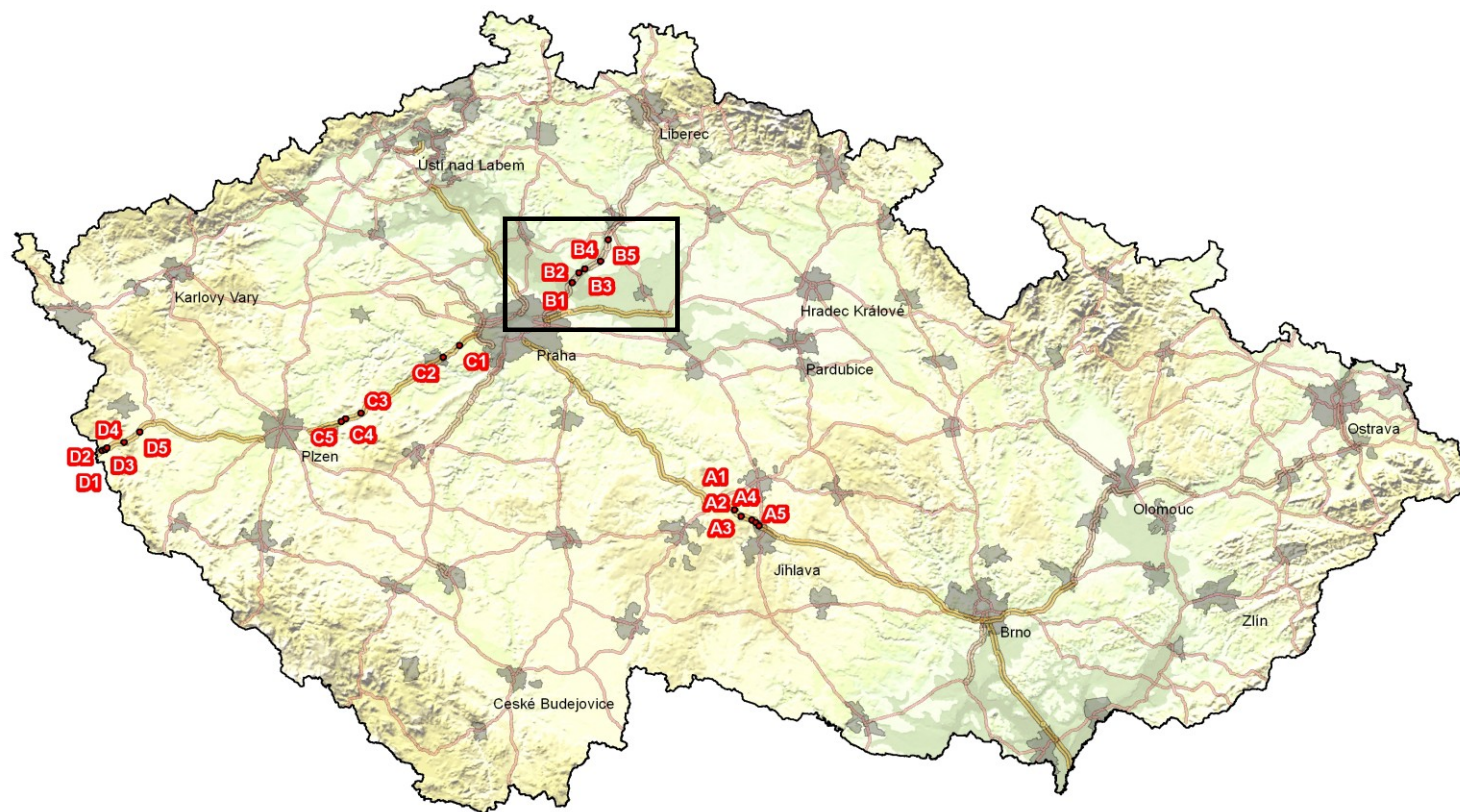 Liberec
Ústí nad Labem
B4
B5
B2
B3
B1
Karlovy Vary
Hradec Králové
Praha
C1
C2
Pardubice
C3
D4
D5
C5
C4
Ostrava
D2
D3
Plzen
D1
A1
A4
A2
A5
A3
Olomouc
Jihlava
Zlín
Brno
České Budejovice